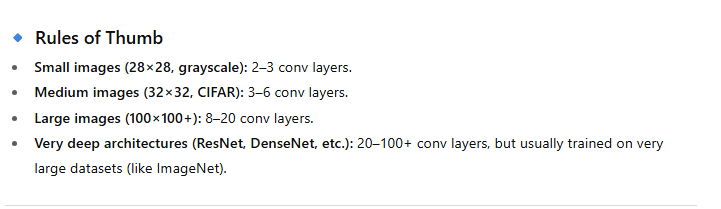 Rules of Thumb
Small images (28×28, grayscale): 2–3 conv layers.
Medium images (32×32, CIFAR): 3–6 conv layers.
Large images (100×100+): 8–20 conv layers.
Very deep architectures (ResNet, DenseNet, etc.): 20–100+ conv layers, but usually trained on very
large datasets (like ImageNet).